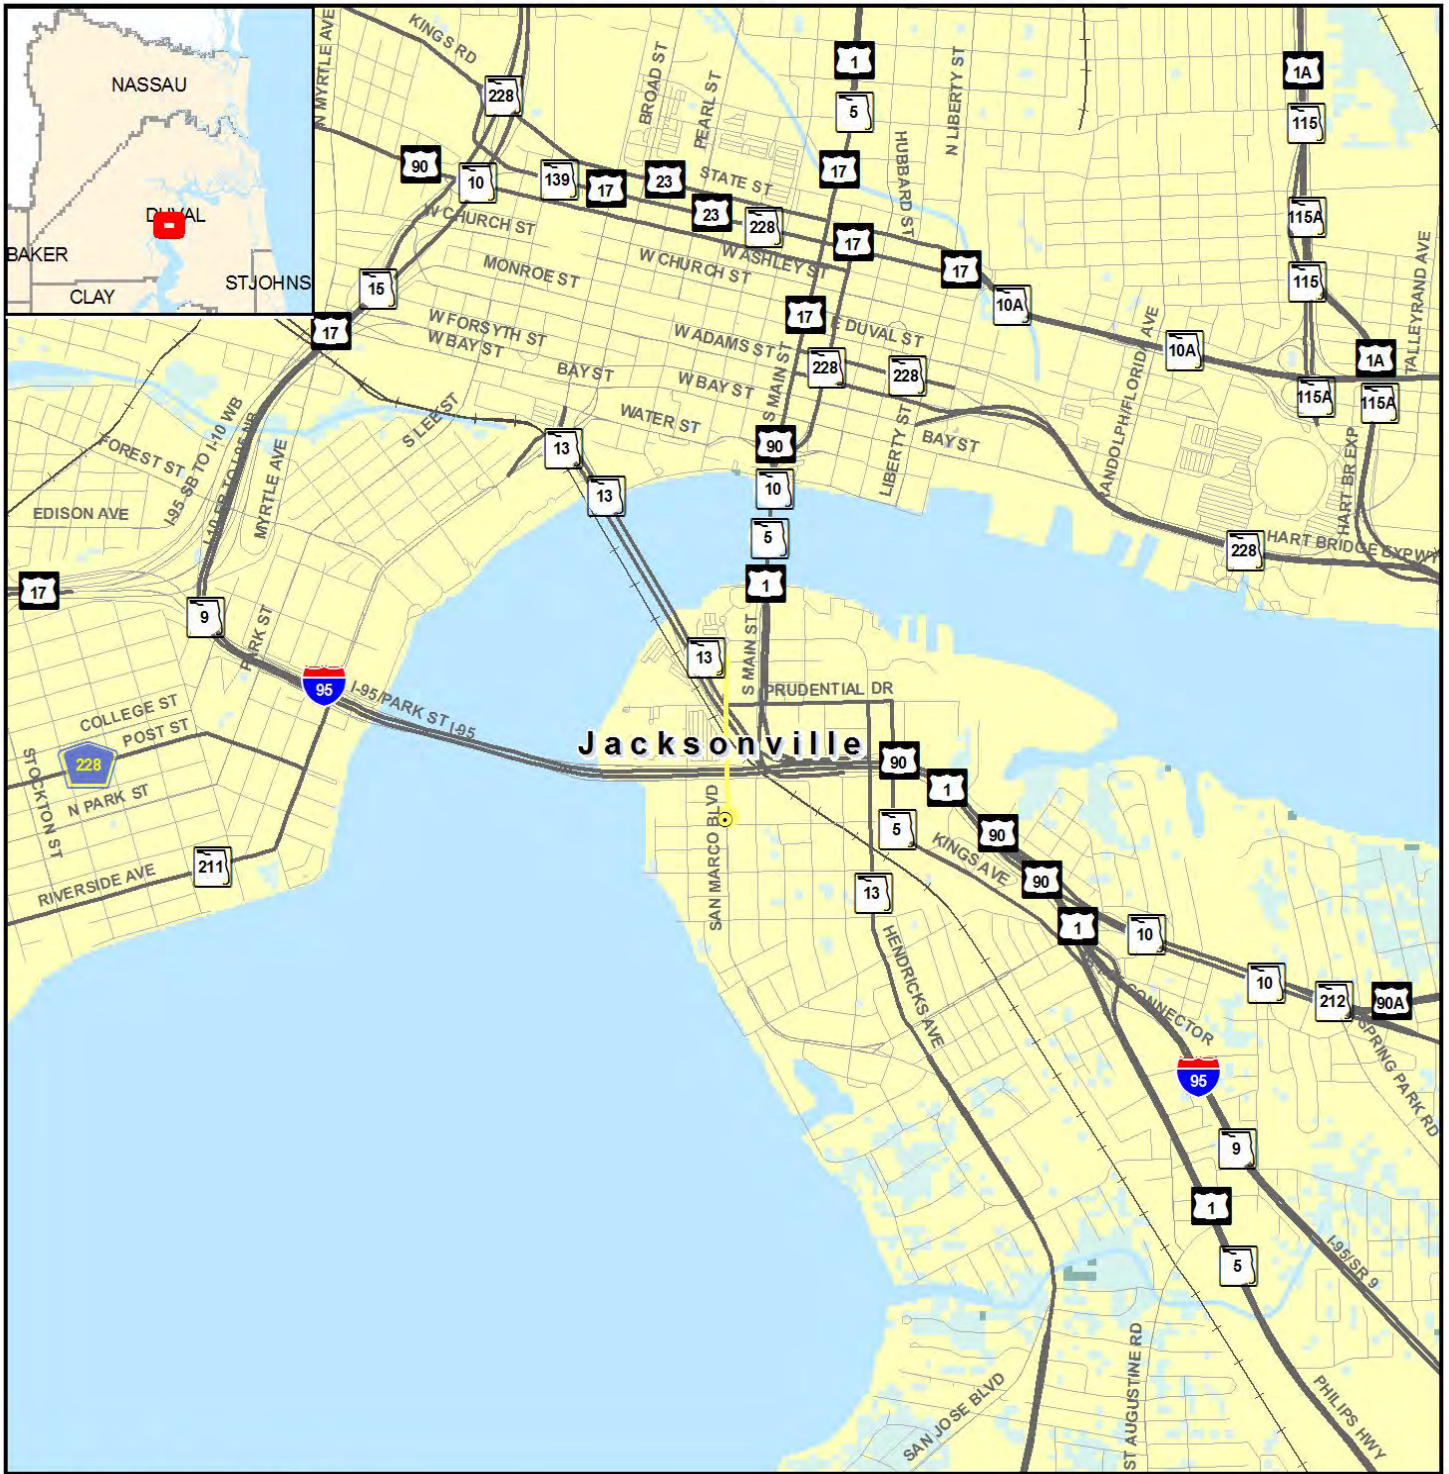 NASSAU
DUVAL
BAKER
CLAY
ST JOHNS
N MYRTLE AVE
KINGS RD
228
BROAD ST
PEARL ST
1
5
HUBBARD ST
N LIBERTY ST
1A
115
90
10
139
17
23
STATE ST
17
23
228
17
17
115A
115
W CHURCH ST
W CHURCH ST
W ASHLEY ST
MONROE ST
15
17
10A
TALLEYRAND AVE
17
W FORSYTH ST
W BAY ST
W ADAMS ST
E DUVAL ST
10A
1A
BAY ST
W BAY ST
S MAIN ST
228
228
115A
115A
RANDOLPH/FLORIDA AVE
S LEE ST
WATER ST
LIBERTY ST
BAY ST
FOREST ST
I-95 SB TO I-10 WB
I-10 EB TO I-95 NB
MYRTLE AVE
13
90
EDISON AVE
13
10
5
HART BR EXP
HART BRIDGE EXPWY
228
17
1
9
PARK ST
13
S MAIN ST
95
I-95/PARK ST
I-95
PRUDENTIAL DR
COLLEGE ST
POST ST
Jacksonville
228
90
STOCKTON ST
N PARK ST
1
SAN MARCO BLVD
5
90
KINGS AVE
211
RIVERSIDE AVE
90
13
1
10
HENDRICKS AVE
10
212
90A
CONNECTOR
SPRING PARK RD
95
9
1
5
I-95/SR 9
ST AUGUSTINE RD
SAN JOSE BLVD
PHILIPS HWY